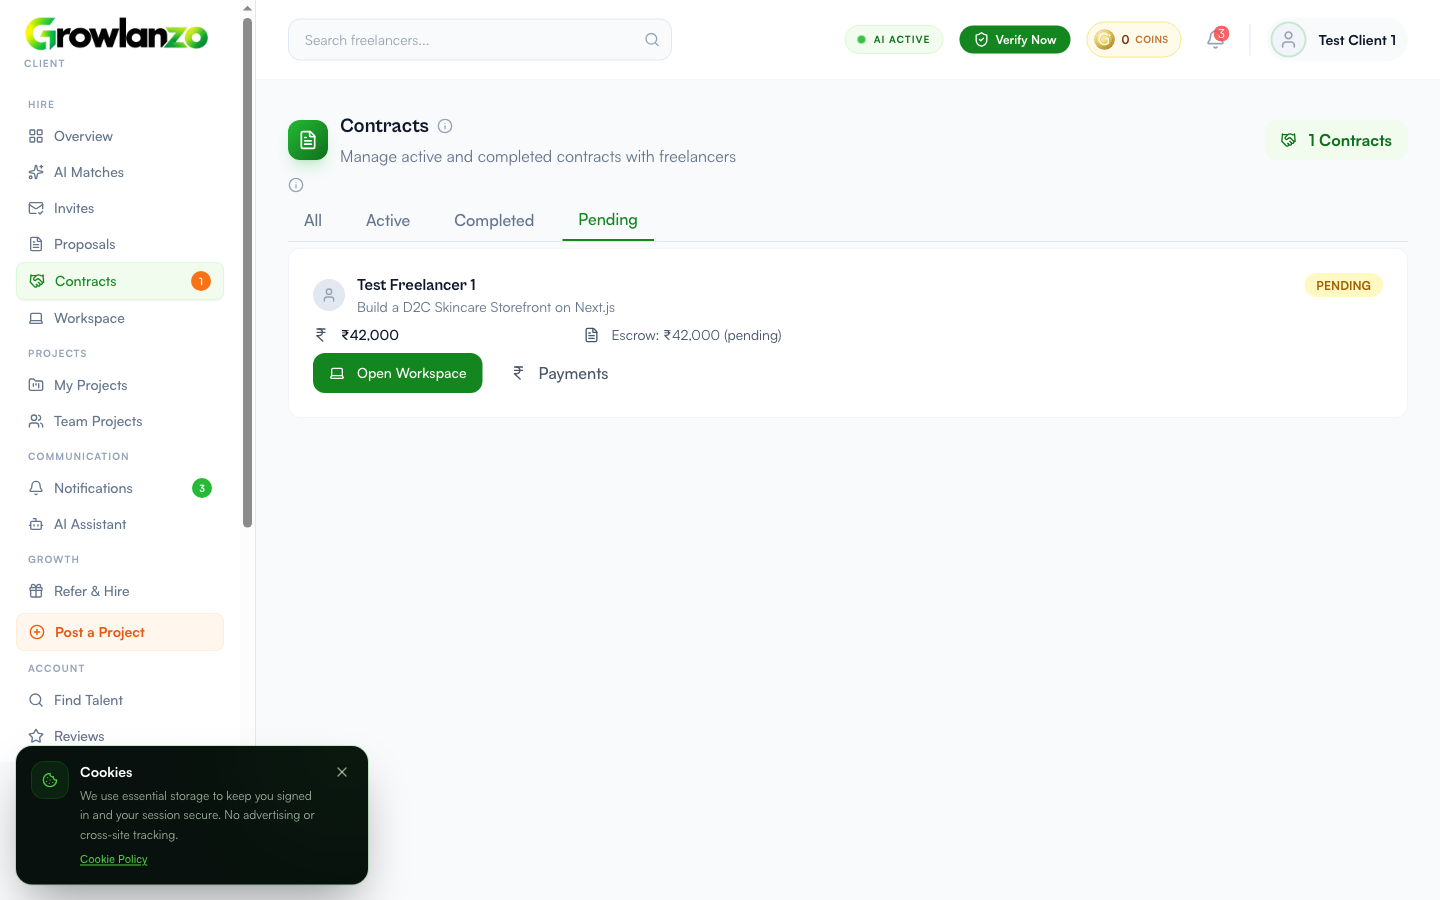 Growlanzo
CLIENT
HIRE
Overview
AI Matches
Invites
Proposals
Contracts 1
Workspace
PROJECTS
My Projects
Team Projects
COMMUNICATION
Notifications 3
AI Assistant
GROWTH
Refer & Hire
Post a Project
ACCOUNT
Find Talent
Reviews
Search freelancers...
AI ACTIVE
Verify Now
0 COINS
3
Test Client 1
Contracts
Manage active and completed contracts with freelancers
1 Contracts
All Active Completed Pending
Test Freelancer 1
PENDING
Build a D2C Skincare Storefront on Next.js
₹ ₹42,000 Escrow: ₹42,000 (pending)
Open Workspace ₹ Payments
Cookies
We use essential storage to keep you signed
in and your session secure. No advertising or
cross-site tracking.
Cookie Policy